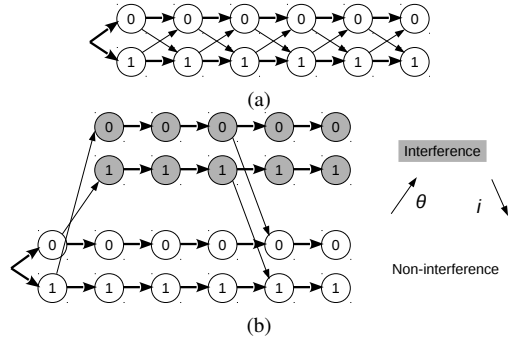 0 0 0 0 0 0
1 1 1 1 1 1
(a)
0 0 0 0 0
1 1 1 1 1
Interference
θ i
0 0 0 0 0 0
Non-interference
1 1 1 1 1 1
(b)